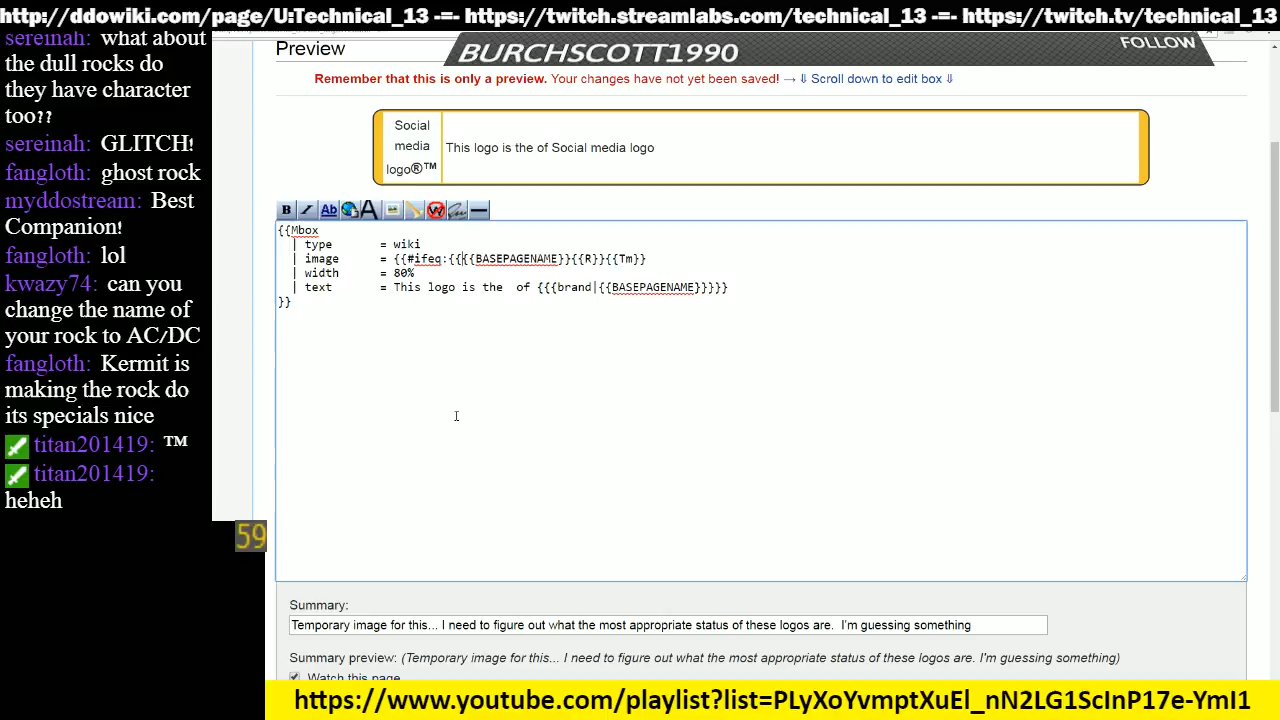 http://ddowiki.com/page/U:Technical_13 -=- https://twitch.streamlabs.com/technical_13 -=- https://twitch.tv/technical_13
sereinah: what about
the dull rocks do
they have character
too??
sereinah: GLITCH!
fangloth: ghost rock
myddostream: Best
Companion!
fangloth: lol
kwazy74: can you
change the name of
your rock to AC/DC
fangloth: Kermit is
making the rock do
its specials nice
titan201419: ™
titan201419:
heheh
59
Preview
BURCHSCOTT1990
FOLLOW
Remember that this is only a preview. Your changes have not yet been saved! → ⇓ Scroll down to edit box ⇓
Social
media
logo®™
This logo is the of Social media logo
B I Ab A W
{{Mbox
| type = wiki
| image = {{#ifeq:{{{{BASEPAGENAME}}{{R}}{{Tm}}
| width = 80%
| text = This logo is the  of {{{brand|{{BASEPAGENAME}}}}}
}}
Summary:
Temporary image for this... I need to figure out what the most appropriate status of these logos are.  I'm guessing something
Summary preview: (Temporary image for this... I need to figure out what the most appropriate status of these logos are. I'm guessing something)
Watch this page
https://www.youtube.com/playlist?list=PLyXoYvmptXuEl_nN2LG1ScInP17e-YmI1